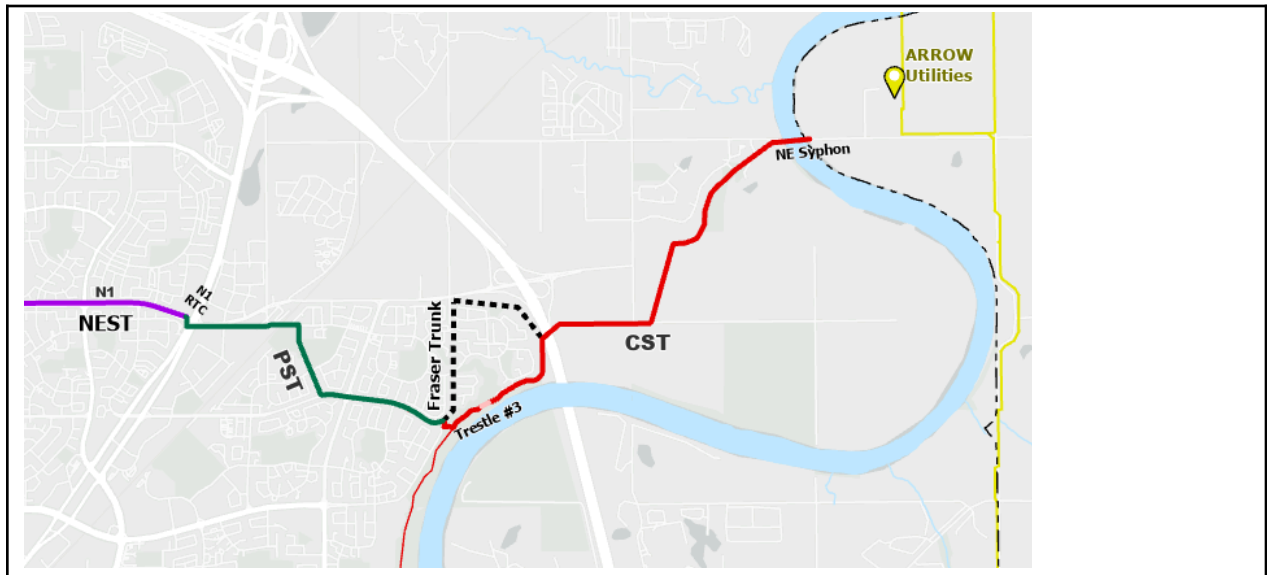 ARROW
Utilities
NE Syphon
N1
N1
RTC
NEST
PST
Fraser Trunk
CST
Trestle #3